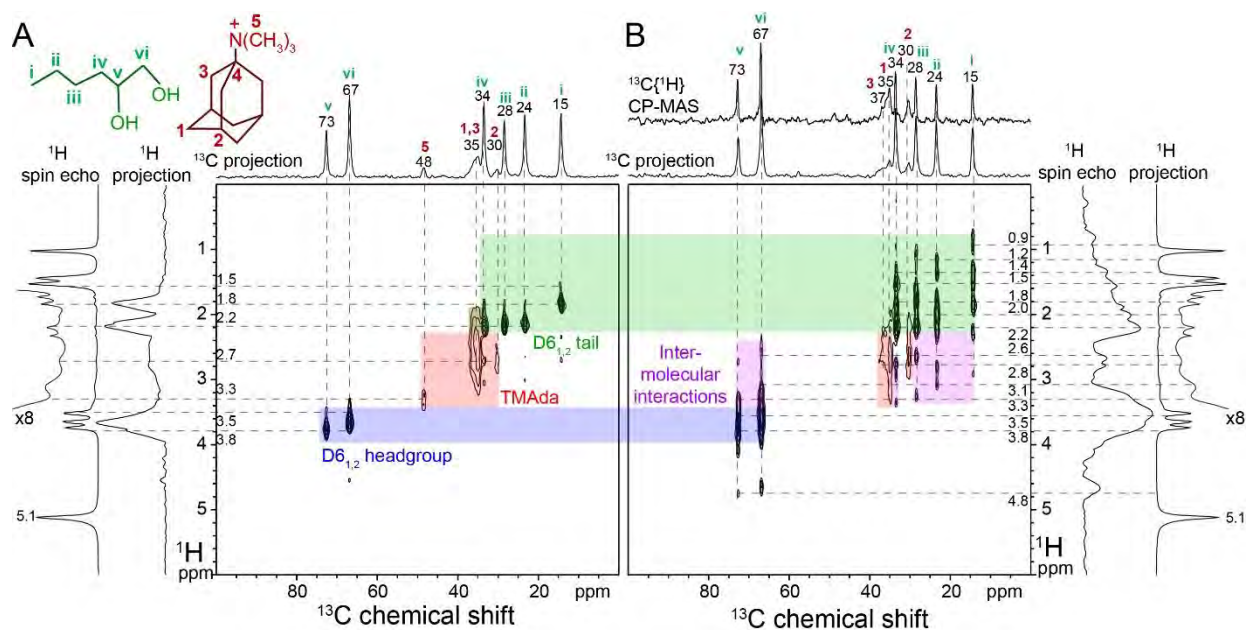 A
B
+
N(CH3)3
5
3
4
1
2
i
ii
iii
iv
v
vi
OH
OH
1H
spin echo
1H
projection
13C projection
v
73
vi
67
5
48
1,3
35
iv
34
2
30
iii
28
ii
24
i
15
13C{1H}
CP-MAS
13C projection
v
73
vi
67
3
37
1
35
iv
34
2
30
iii
28
ii
24
i
15
1H
spin echo
1H
projection
1.5
1.8
2.2
2.7
3.3
3.5
3.8
x8
5.1
1
2
3
4
5
1H
ppm
D61,2 tail
TMAda
D61,2 headgroup
Inter-
molecular
interactions
0.9
1.2
1.4
1.5
1.8
2.0
2.2
2.6
2.8
3.1
3.3
3.5
3.8
4.8
1
2
3
4
5
1H
ppm
x8
5.1
80 60 40 20 ppm
13C chemical shift
80 60 40 20 ppm
13C chemical shift